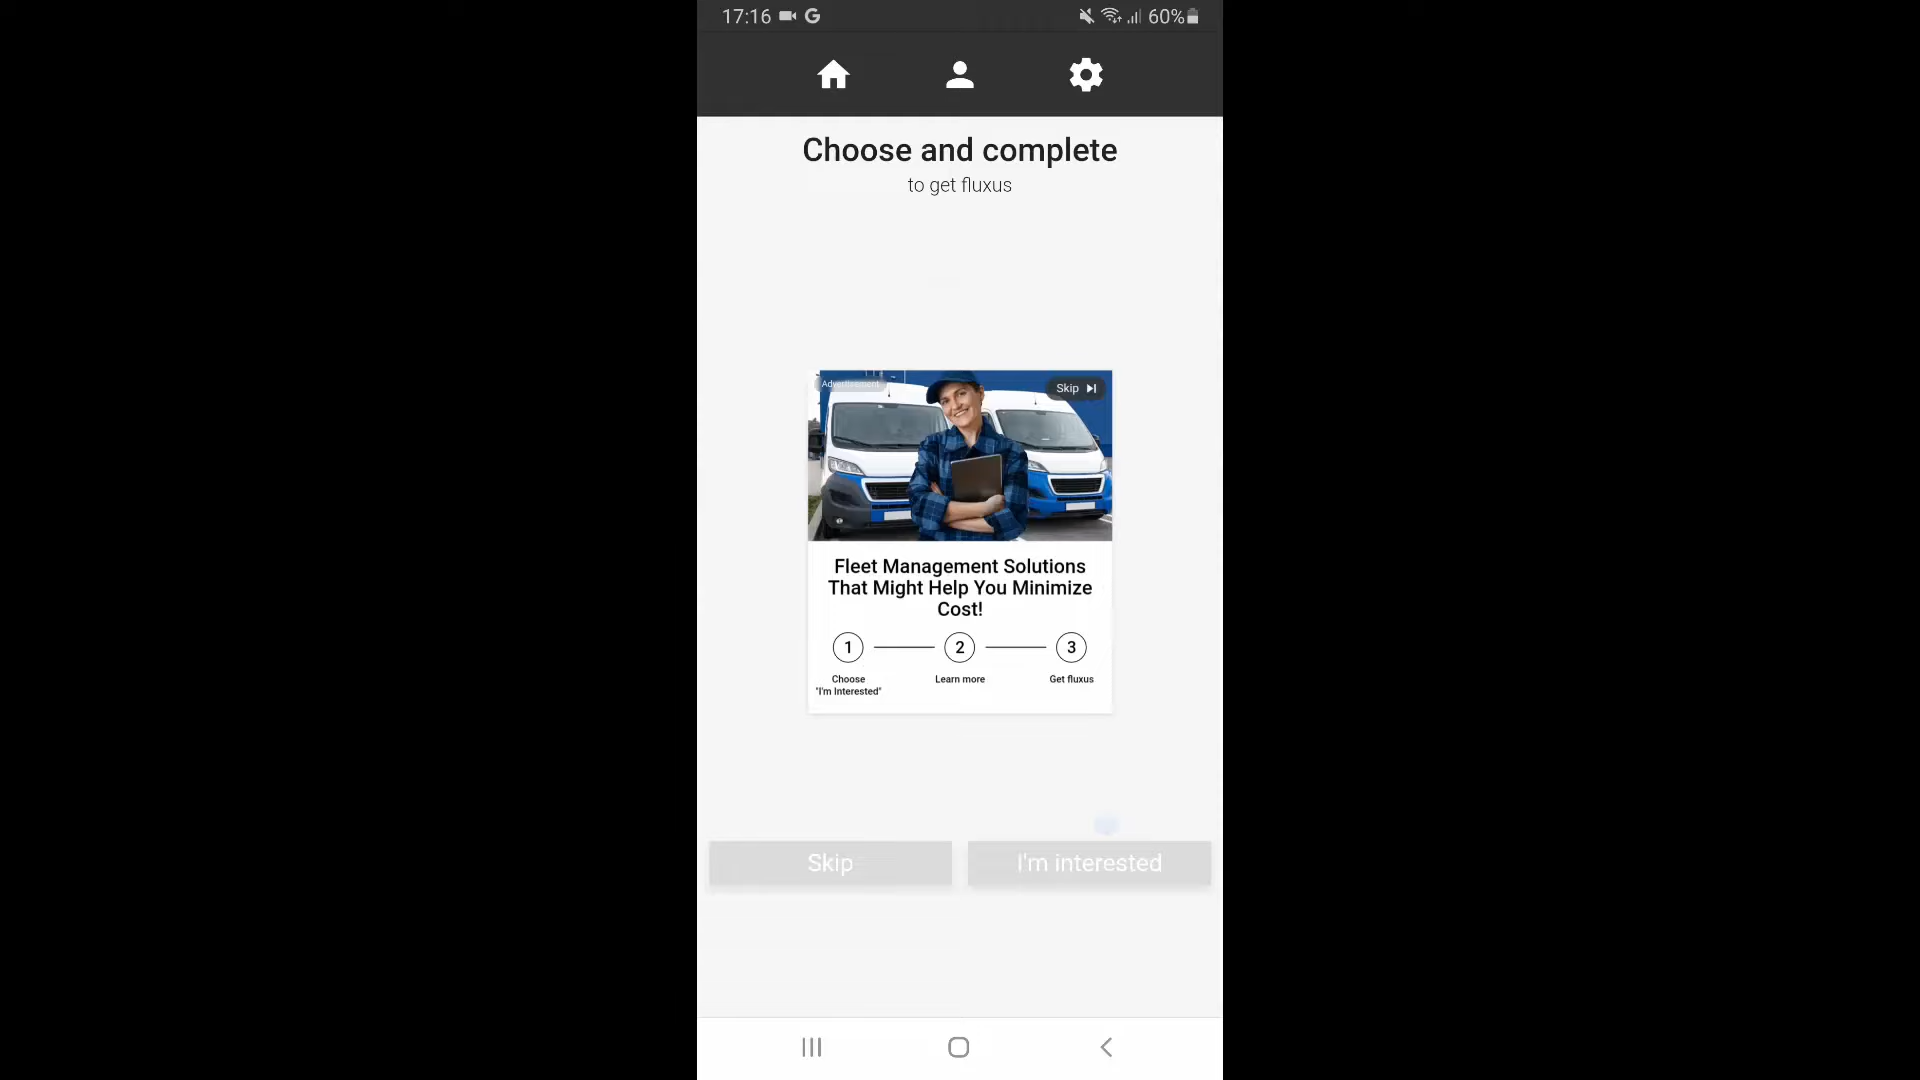 17:16
G
60%
Choose and complete
to get fluxus
Advertisement
Skip
Fleet Management Solutions
That Might Help You Minimize
Cost!
1
2
3
Choose
"I'm Interested"
Learn more
Get fluxus
Skip
I'm interested